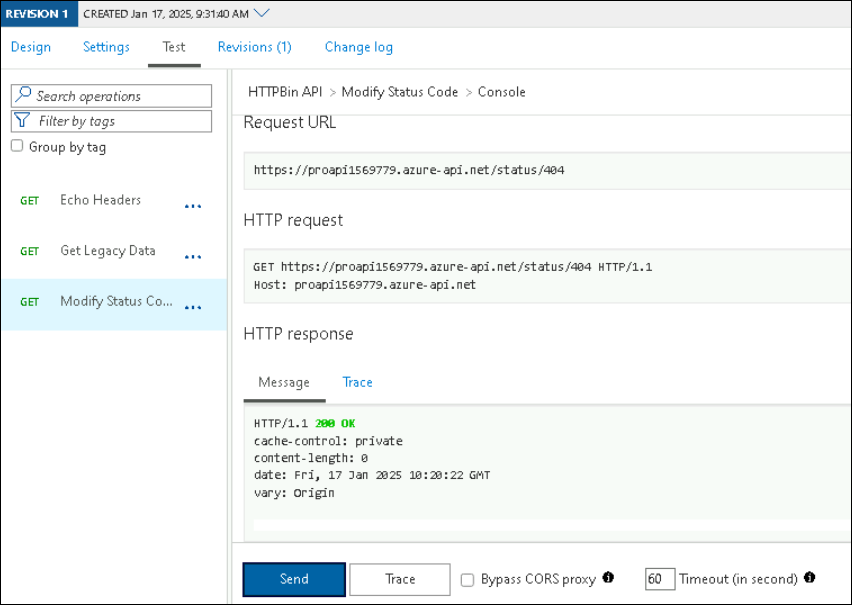 REVISION 1 CREATED Jan 17, 2025, 9:31:40 AM
Design Settings Test Revisions (1) Change log
Search operations
Filter by tags
Group by tag
GET Echo Headers ...
GET Get Legacy Data ...
GET Modify Status Co... ...
HTTPBin API > Modify Status Code > Console
Request URL
https://proapi1569779.azure-api.net/status/404
HTTP request
GET https://proapi1569779.azure-api.net/status/404 HTTP/1.1
Host: proapi1569779.azure-api.net
HTTP response
Message Trace
HTTP/1.1 200 OK
cache-control: private
content-length: 0
date: Fri, 17 Jan 2025 10:20:22 GMT
vary: Origin
Send Trace Bypass CORS proxy 60 Timeout (in second)